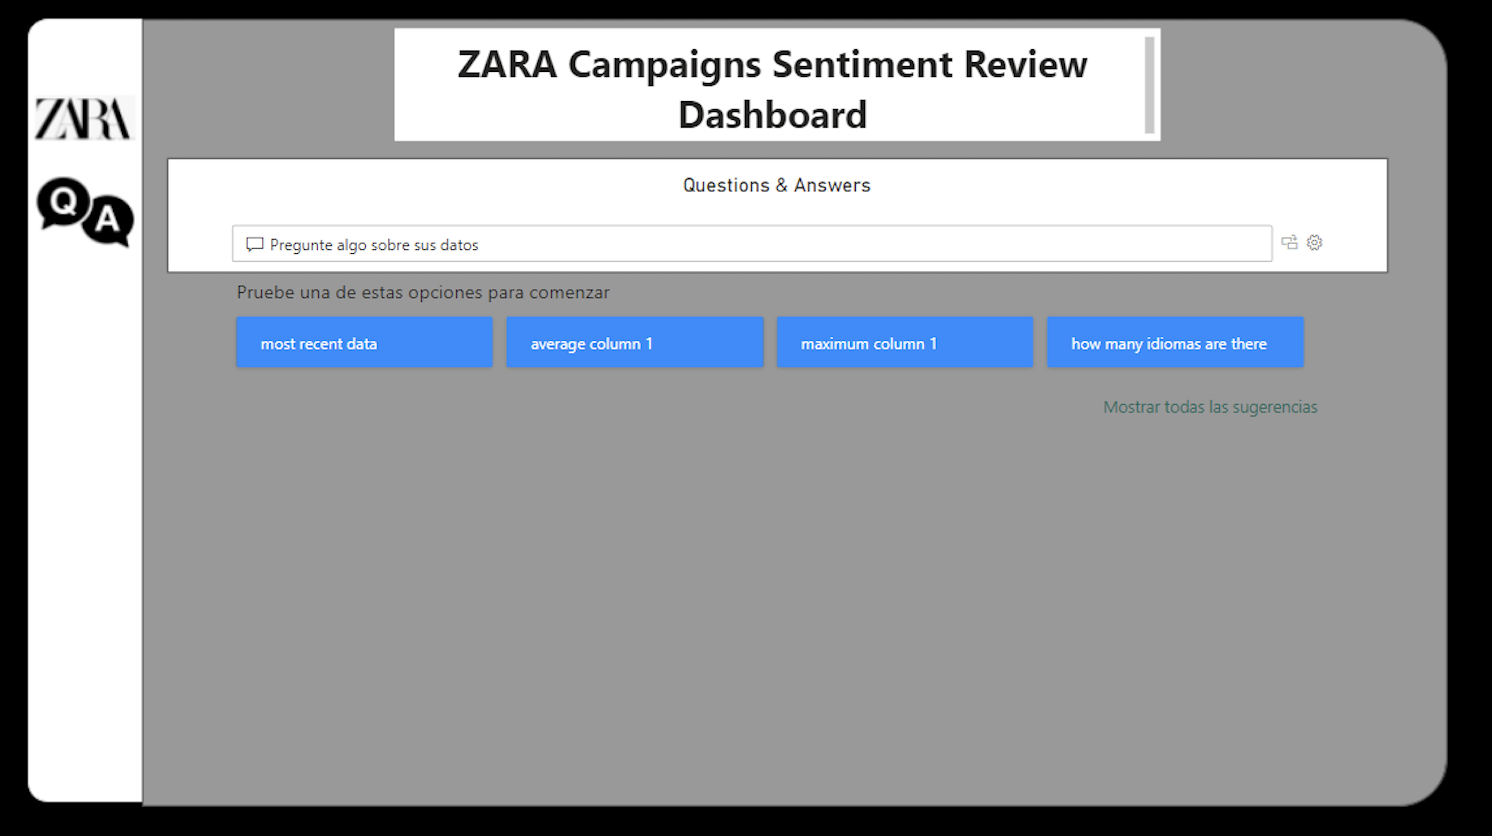 ZARA Campaigns Sentiment Review
Dashboard
ZARA
Q
A
Questions & Answers
Pregunte algo sobre sus datos
Pruebe una de estas opciones para comenzar
most recent data
average column 1
maximum column 1
how many idiomas are there
Mostrar todas las sugerencias